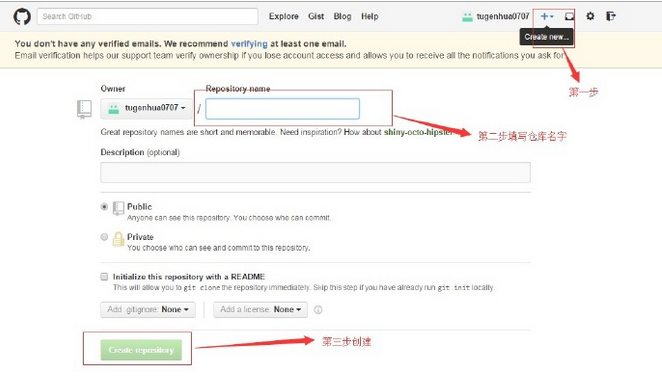 Search GitHub
Explore Gist Blog Help
tugenhua0707
Create new...
You don't have any verified emails. We recommend verifying at least one email.
Email verification helps our support team verify ownership if you lose account access and allows you to receive all the notifications you ask for
第一步
Owner Repository name
tugenhua0707 /
第二步填写仓库名字
Great repository names are short and memorable. Need inspiration? How about shiny-octo-hipster
Description (optional)
Public
Anyone can see this repository. You choose who can commit.
Private
You choose who can see and commit to this repository.
Initialize this repository with a README
This will allow you to git clone the repository immediately. Skip this step if you have already run git init locally.
Add .gitignore: None Add a license: None
Create repository
第三步创建